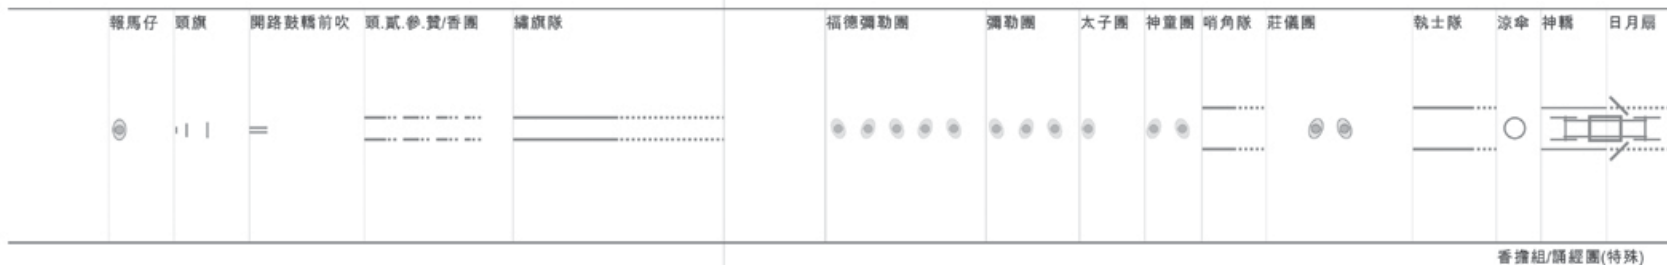 報馬仔 頭旗 開路鼓轎前吹 頭.貳.參.贊/香團 繡旗隊 福德彌勒團 彌勒團 太子團 神童團 哨角隊 莊儀團 執士隊 涼傘 神轎 日月扇
香擔組/誦經團(特殊)